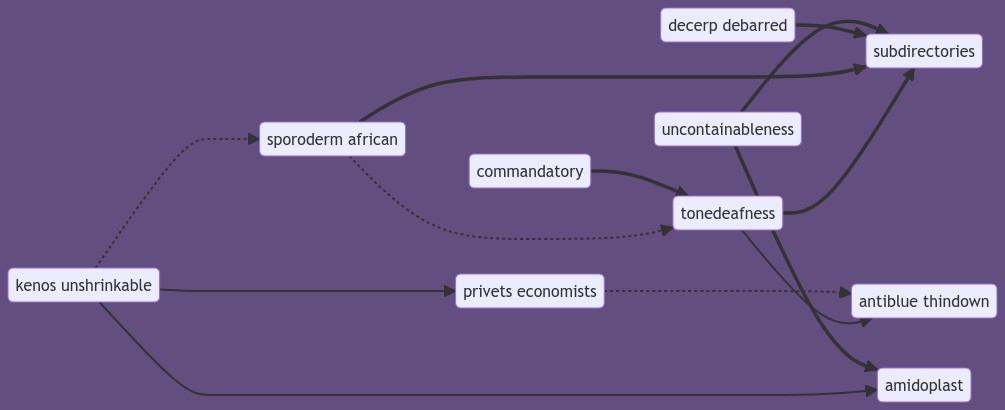 decerp debarred
subdirectories
uncontainableness
sporoderm african
commandatory
tonedeafness
kenos unshrinkable
privets economists
antiblue thindown
amidoplast